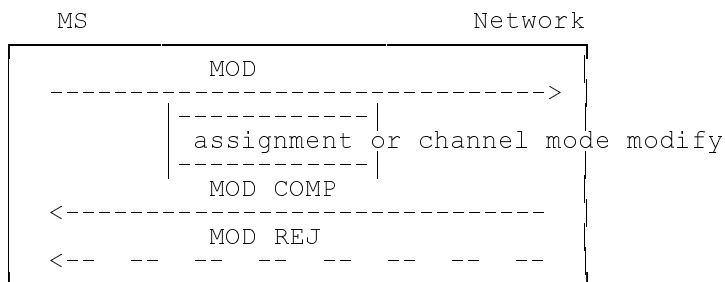 MS Network
MOD
assignment or channel mode modify
MOD COMP
MOD REJ